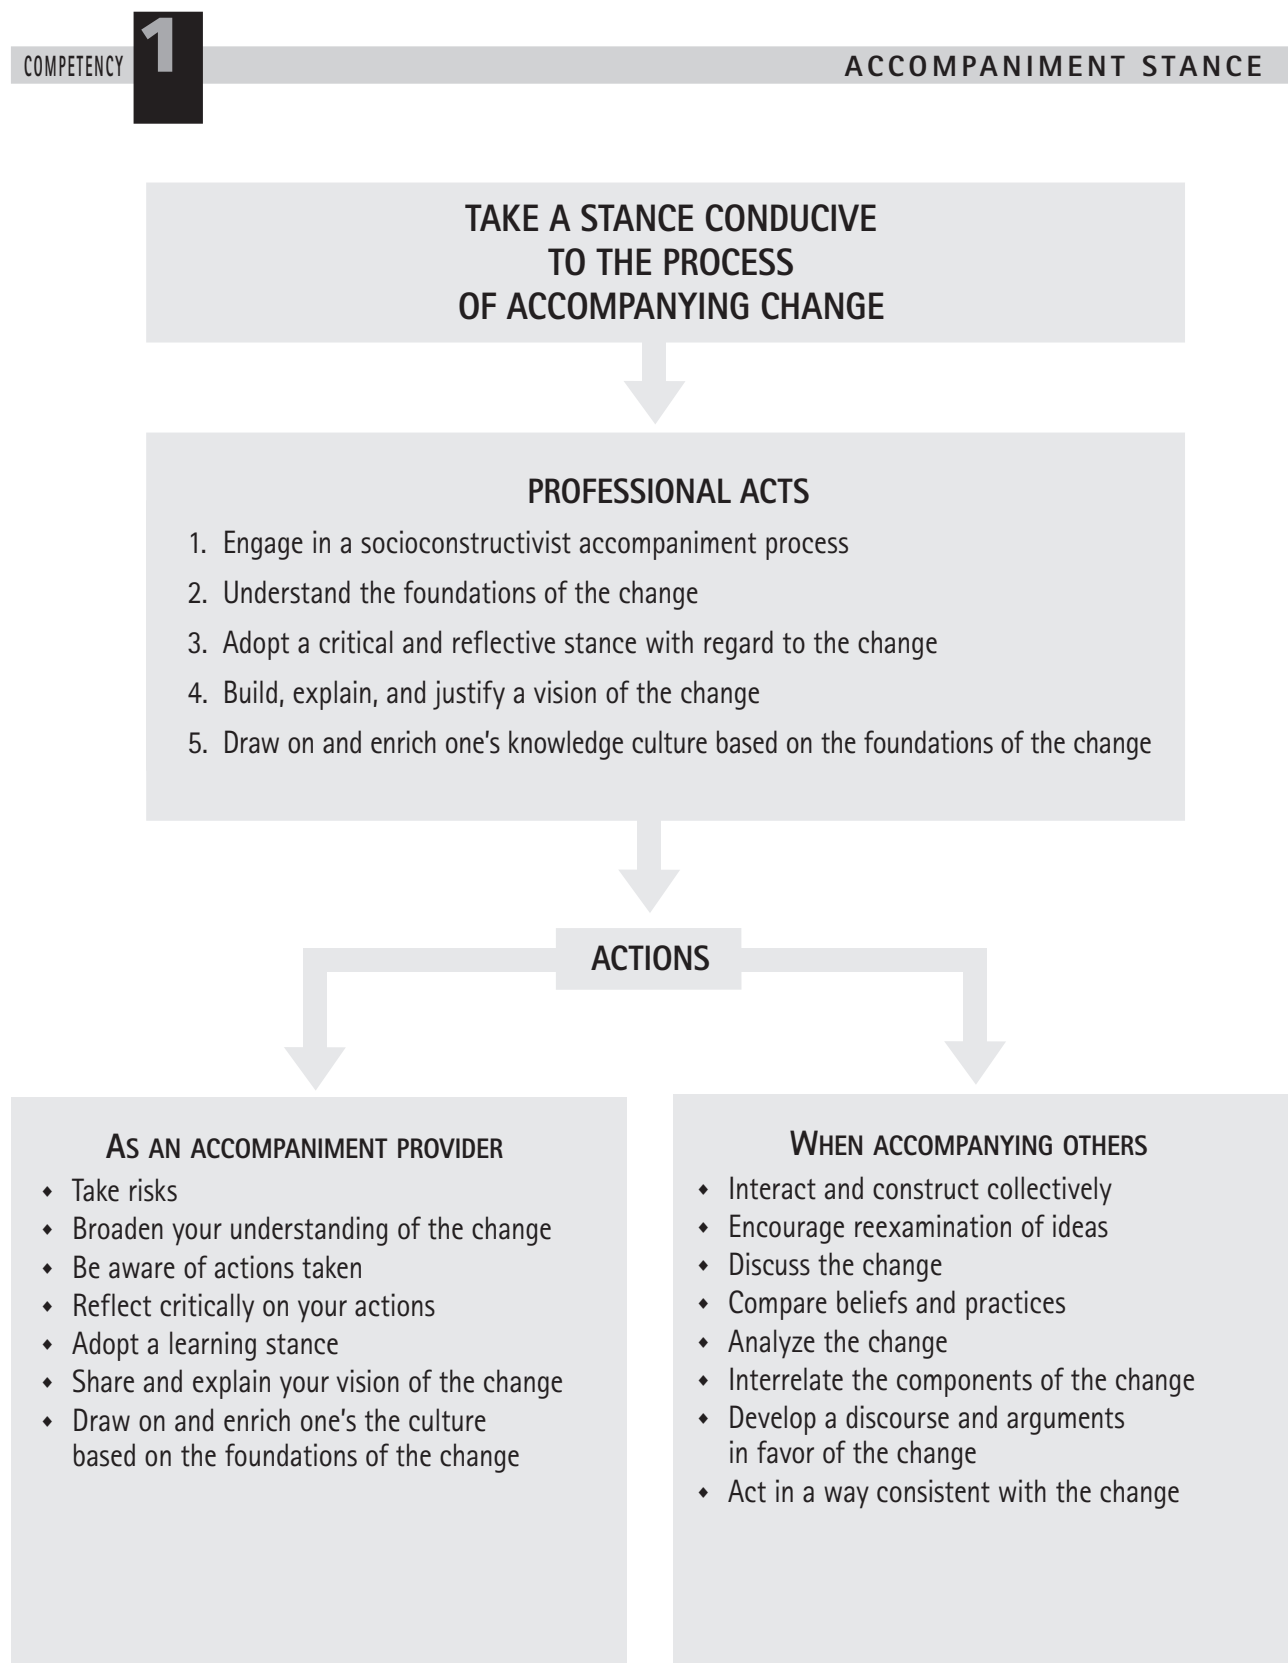 COMPETENCY 1 ACCOMPANIMENT STANCE
TAKE A STANCE CONDUCIVE
TO THE PROCESS
OF ACCOMPANYING CHANGE
PROFESSIONAL ACTS
1. Engage in a socioconstructivist accompaniment process
2. Understand the foundations of the change
3. Adopt a critical and reflective stance with regard to the change
4. Build, explain, and justify a vision of the change
5. Draw on and enrich one's knowledge culture based on the foundations of the change
ACTIONS
AS AN ACCOMPANIMENT PROVIDER
◆ Take risks
◆ Broaden your understanding of the change
◆ Be aware of actions taken
◆ Reflect critically on your actions
◆ Adopt a learning stance
◆ Share and explain your vision of the change
◆ Draw on and enrich one's the culture
based on the foundations of the change
WHEN ACCOMPANYING OTHERS
◆ Interact and construct collectively
◆ Encourage reexamination of ideas
◆ Discuss the change
◆ Compare beliefs and practices
◆ Analyze the change
◆ Interrelate the components of the change
◆ Develop a discourse and arguments
in favor of the change
◆ Act in a way consistent with the change